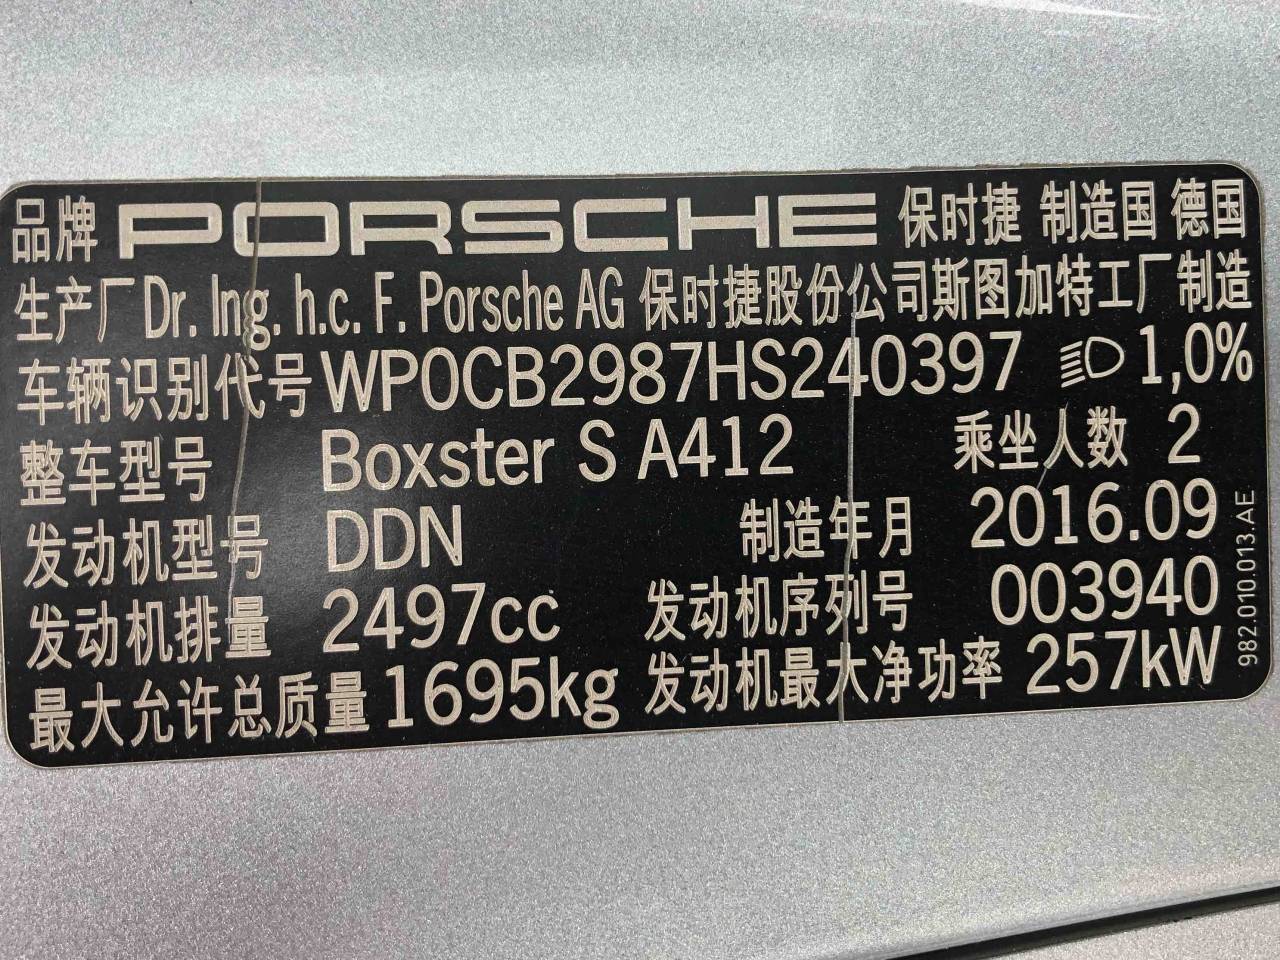 品牌 PORSCHE 保时捷 制造国 德国
生产厂 Dr. Ing. h.c. F. Porsche AG 保时捷股份公司斯图加特工厂制造
车辆识别代号 WP0CB2987HS240397 1,0%
整车型号 Boxster S A412 乘坐人数 2
发动机型号 DDN 制造年月 2016.09
发动机排量 2497cc 发动机序列号 003940
最大允许总质量 1695kg 发动机最大净功率 257kW
982.010.013.AE